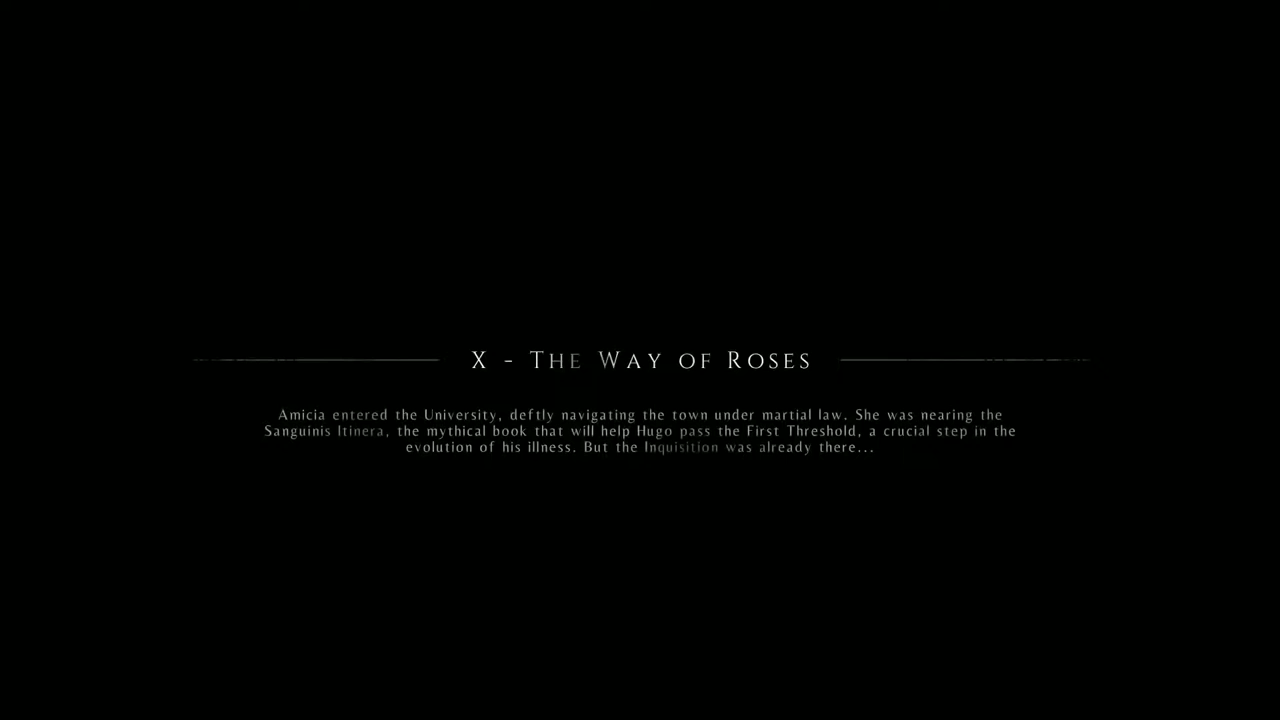 X - The Way of Roses
Amicia entered the University, deftly navigating the town under martial law. She was nearing the
Sanguinis Itinera, the mythical book that will help Hugo pass the First Threshold, a crucial step in the
evolution of his illness. But the Inquisition was already there...